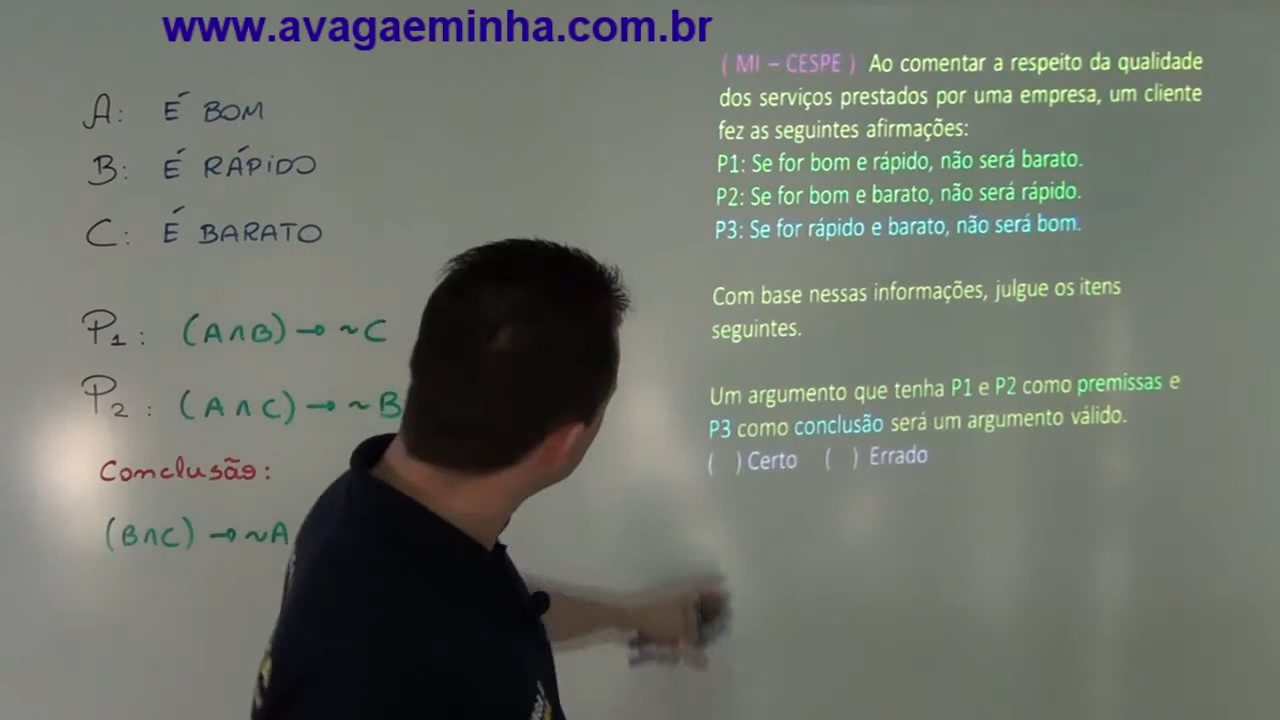 www.avagaeminha.com.br
A: É BOM
B: É RÁPIDO
C: É BARATO
P1: (A∧B) → ~C
P2: (A∧C) → ~B
Conclusão:
(B∧C) → ~A
( MI – CESPE ) Ao comentar a respeito da qualidade
dos serviços prestados por uma empresa, um cliente
fez as seguintes afirmações:
P1: Se for bom e rápido, não será barato.
P2: Se for bom e barato, não será rápido.
P3: Se for rápido e barato, não será bom.
Com base nessas informações, julgue os itens
seguintes.
Um argumento que tenha P1 e P2 como premissas e
P3 como conclusão será um argumento válido.
( ) Certo ( ) Errado